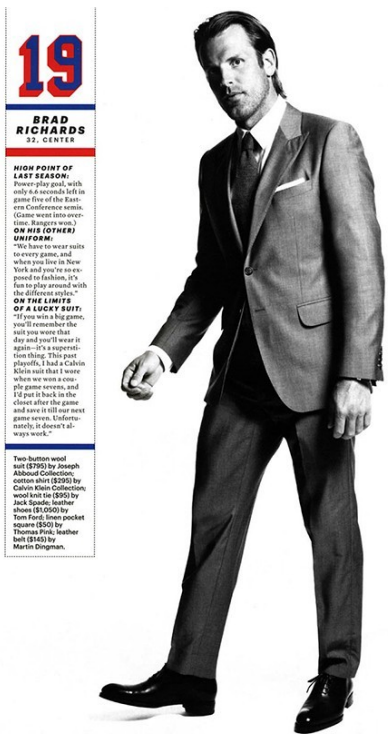 19
BRAD
RICHARDS
32, CENTER
HIGH POINT OF
LAST SEASON:
Power-play goal, with
only 6.6 seconds left in
game five of the East-
ern Conference semis.
(Game went into over-
time. Rangers won.)
ON HIS (OTHER)
UNIFORM:
"We have to wear suits
to every game, and
when you live in New
York and you're so ex-
posed to fashion, it's
fun to play around with
the different styles."
ON THE LIMITS
OF A LUCKY SUIT:
"If you win a big game,
you'll remember the
suit you wore that
day and you'll wear it
again—it's a supersti-
tion thing. This past
playoffs, I had a Calvin
Klein suit that I wore
when we won a cou-
ple game sevens, and
I'd put it back in the
closet after the game
and save it till our next
game seven. Unfortu-
nately, it doesn't al-
ways work."
Two-button wool
suit ($795) by Joseph
Abboud Collection;
cotton shirt ($295) by
Calvin Klein Collection;
wool knit tie ($95) by
Jack Spade; leather
shoes ($1,050) by
Tom Ford; linen pocket
square ($50) by
Thomas Pink; leather
belt ($145) by
Martin Dingman.